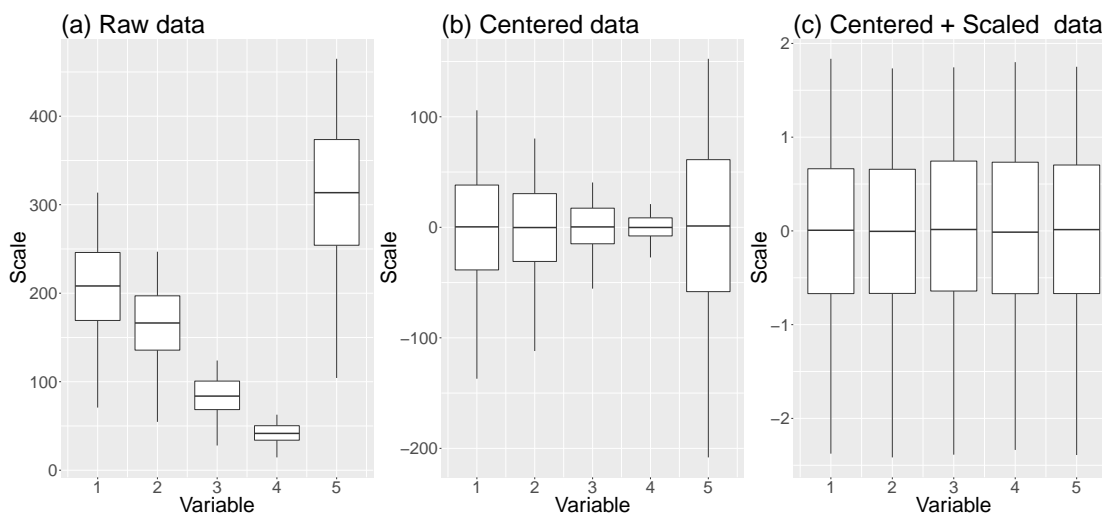 (a) Raw data
Scale
400
300
200
100
0
1 2 3 4 5
Variable
(b) Centered data
Scale
100
0
−100
−200
1 2 3 4 5
Variable
(c) Centered + Scaled data
Scale
2
1
0
−1
−2
1 2 3 4 5
Variable